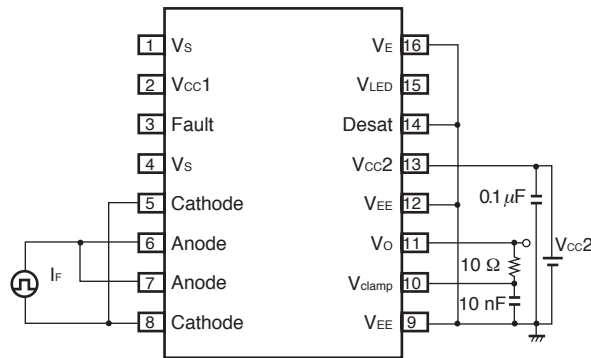 1 VS
2 VCC1
3 Fault
4 VS
5 Cathode
6 Anode
7 Anode
8 Cathode
IF
VE 16
VLED 15
Desat 14
VCC2 13
VEE 12
VO 11
Vclamp 10
VEE 9
0.1 μF
10 Ω
10 nF
VCC2